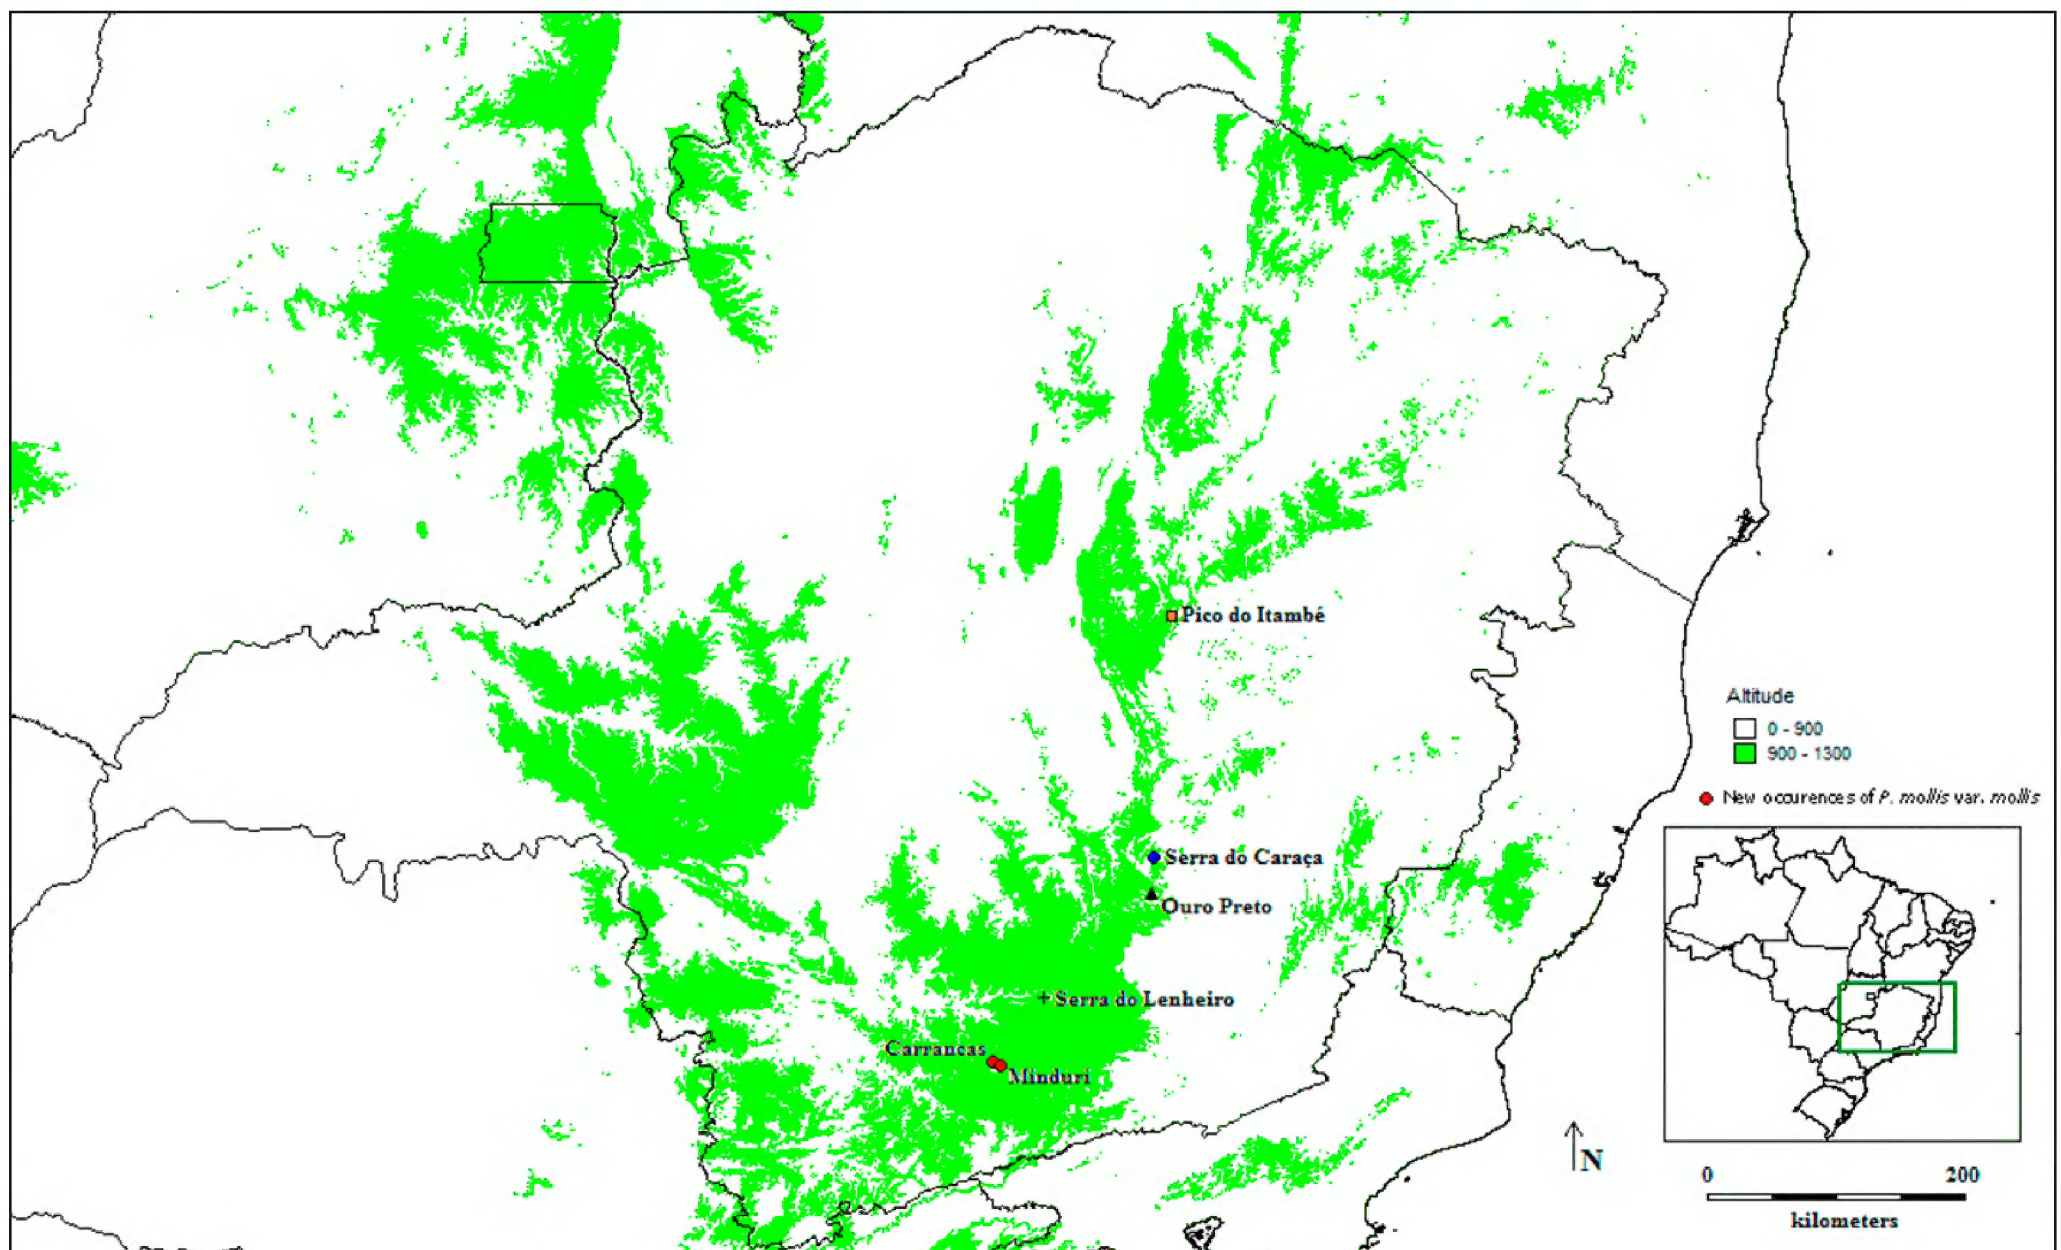 Pico do Itambé
Altitude
0 - 900
900 - 1300
New occurences of P. mollis var. mollis
Serra do Caraça
Ouro Preto
Serra do Lenheiro
Carrancas
Minduri
N
0 200
kilometers